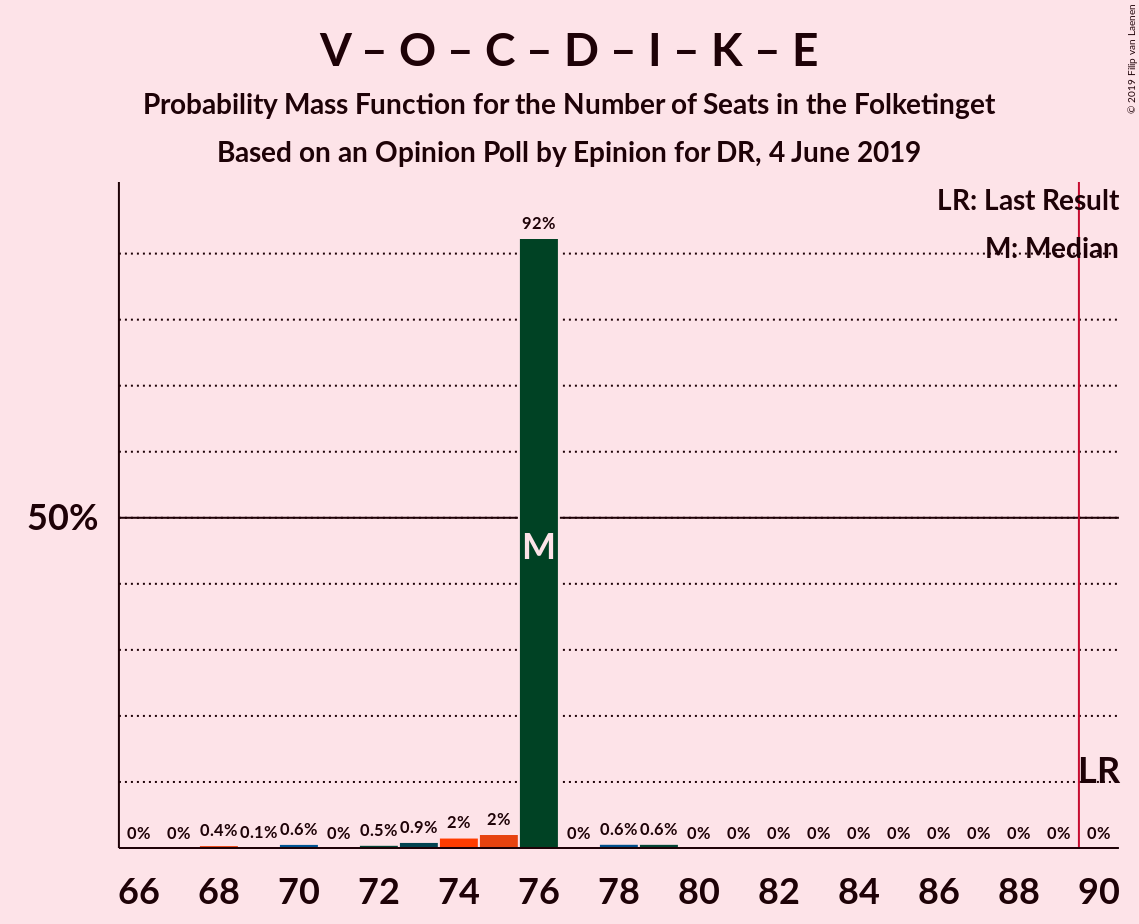 V – O – C – D – I – K – E
Probability Mass Function for the Number of Seats in the Folketinget
Based on an Opinion Poll by Epinion for DR, 4 June 2019
© 2019 Filip van Laenen
LR: Last Result
M: Median
92%
50%
M
LR
0% 0% 0.4% 0.1% 0.6% 0% 0.5% 0.9% 2% 2% 0% 0.6% 0.6% 0% 0% 0% 0% 0% 0% 0% 0% 0% 0% 0%
66 68 70 72 74 76 78 80 82 84 86 88 90